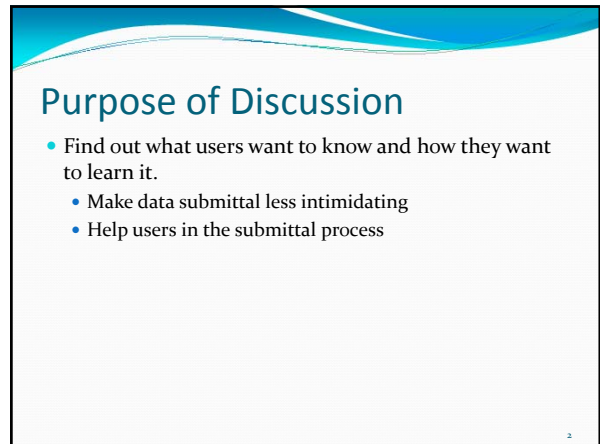 Purpose of Discussion
• Find out what users want to know and how they want
to learn it.
• Make data submittal less intimidating
• Help users in the submittal process
2